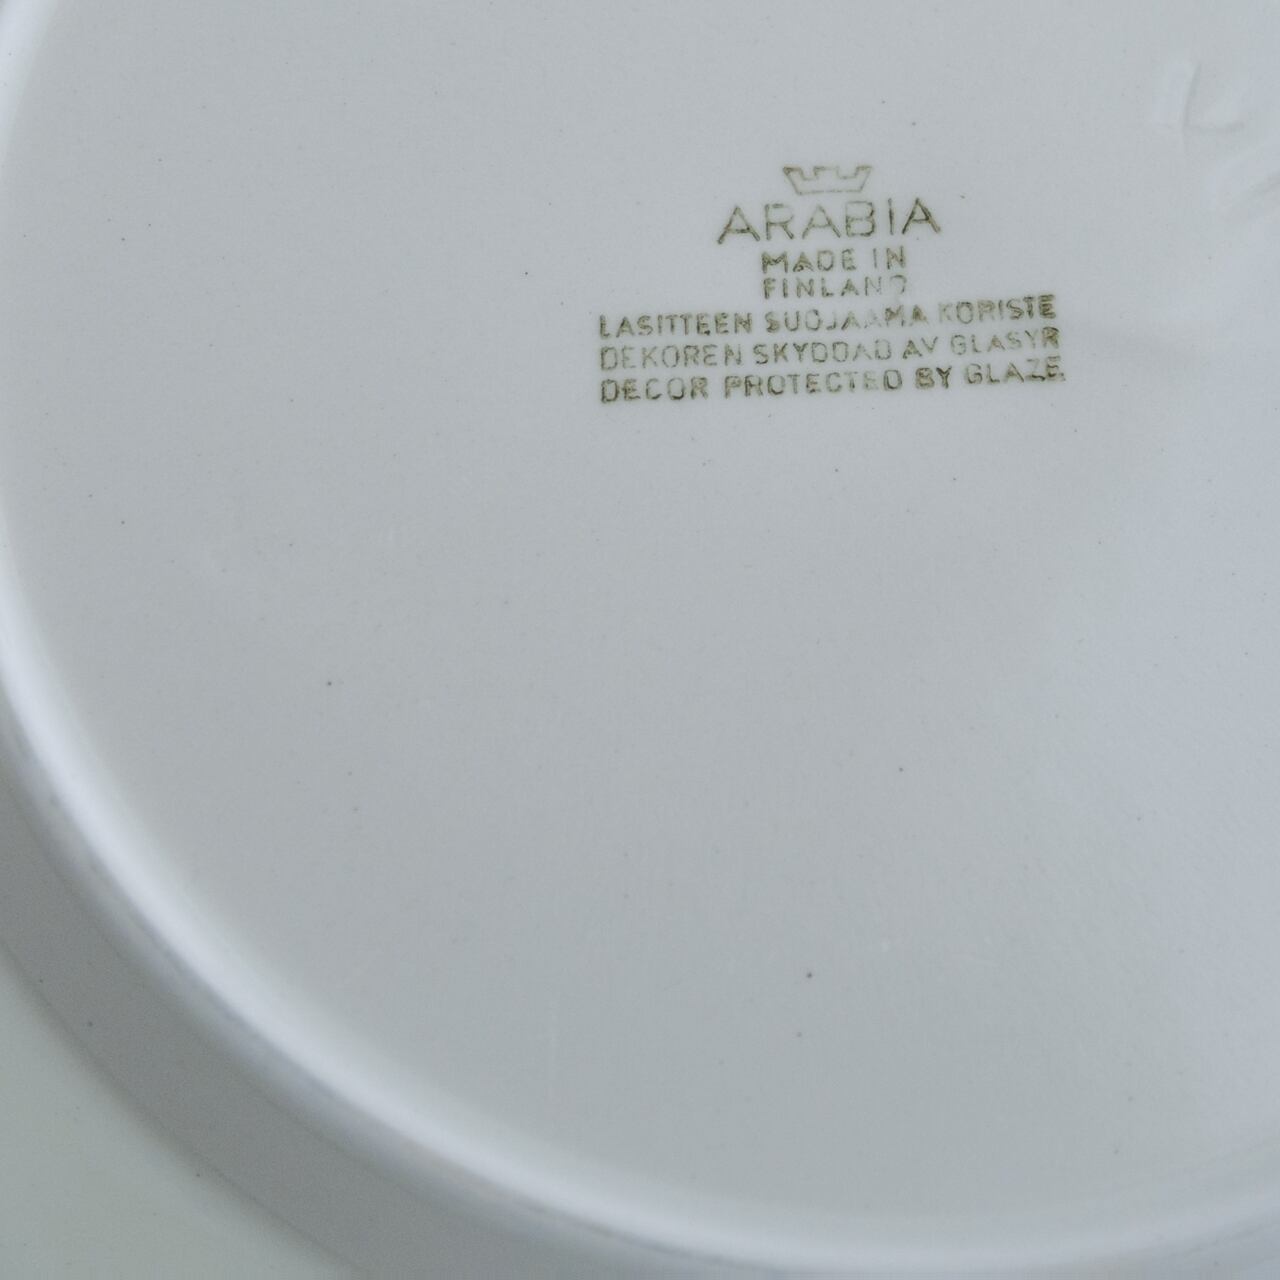 ARABIA
MADE IN
FINLAND
LASITTEEN SUOJAAMA KORISTE
DEKOREN SKYDDAD AV GLASYR
DECOR PROTECTED BY GLAZE